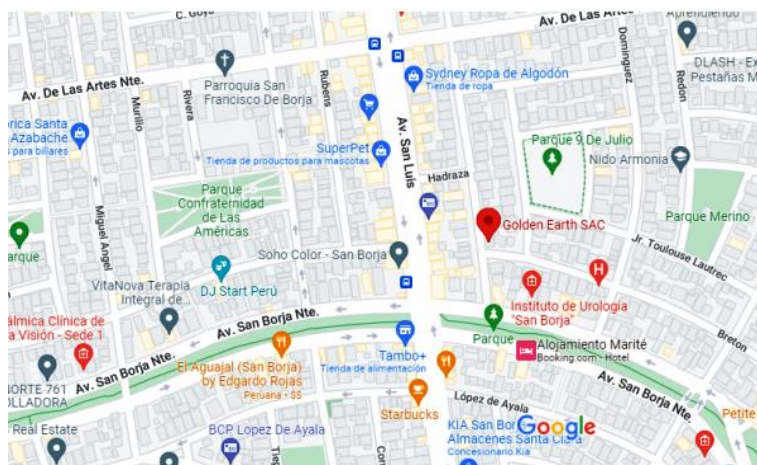 C. Goya
Aprendiendo
Av. De Las Artes Nte.
Dominguez
DLASH - Ex
Pestañas M
Redon
Parroquia San
Francisco De Borja
Rubens
Sydney Ropa de Algodón
Tienda de ropa
Av. De Las Artes Nte.
Murillo
Rivera
Av. San Luis
Parque 9 De Julio
Nido Armonia
orica Santa
Azabache
s para billares
SuperPet
Tienda de productos para mascotas
Hadraza
Parque
Confraternidad
de Las
Américas
Miguel Angel
Golden Earth SAC
Parque Merino
Jr. Toulouse Lautrec
arque
Soho Color - San Borja
VitaNova Terapia
Integral de...
DJ Start Perú
Instituto de Urología
"San Borja"
álmica Clínica de
a Visión - Sede 1
Av. San Borja Nte.
Parque
Breton
Av. San Borja Nte.
El Aguajal (San Borja)
by Edgardo Rojas
Peruana • $$
Tambo+
Tienda de alimentación
Alojamiento Marité
Booking.com - Hotel
Av. San Borja Nte.
NORTE 761
OLLADORA
Starbucks
López de Ayala
Petite
s Real Estate
BCP Lopez De Ayala
KIA San Bor
Almacenes Santa Clara
Concesionario Kia
Google